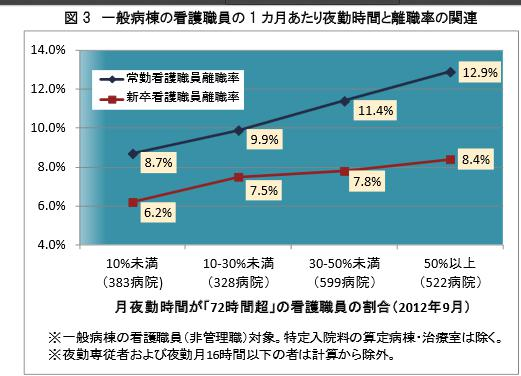 図３ 一般病棟の看護職員の１カ月あたり夜勤時間と離職率の関連
14.0%
12.0%
10.0%
8.0%
6.0%
4.0%
常勤看護職員離職率
新卒看護職員離職率
8.7%
9.9%
11.4%
12.9%
6.2%
7.5%
7.8%
8.4%
10%未満 10-30%未満 30-50%未満 50%以上
（383病院) （328病院） （599病院） （522病院）
月夜勤時間が「72時間超」の看護職員の割合（2012年9月）
※一般病棟の看護職員（非管理職）対象。特定入院料の算定病棟・治療室は除く。
※夜勤専従者および夜勤月16時間以下の者は計算から除外。